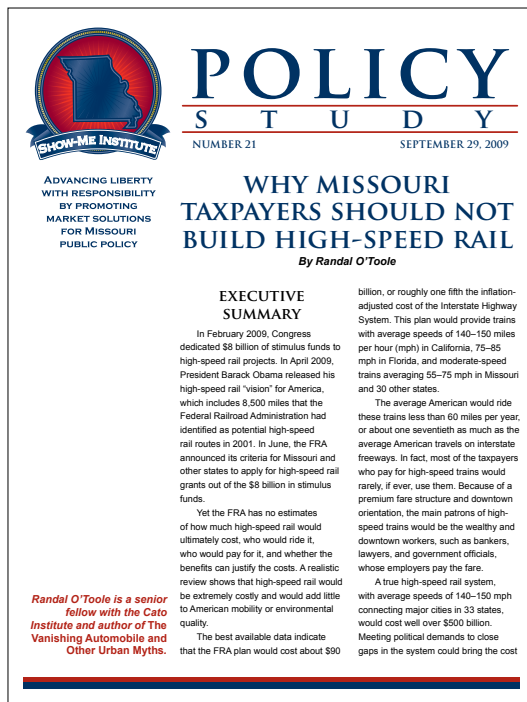 SHOW-ME INSTITUTE
ADVANCING LIBERTY
WITH RESPONSIBILITY
BY PROMOTING
MARKET SOLUTIONS
FOR MISSOURI
PUBLIC POLICY
POLICY
STUDY
NUMBER 21 SEPTEMBER 29, 2009
WHY MISSOURI
TAXPAYERS SHOULD NOT
BUILD HIGH-SPEED RAIL
By Randal O'Toole
EXECUTIVE
SUMMARY
In February 2009, Congress
dedicated $8 billion of stimulus funds to
high-speed rail projects. In April 2009,
President Barack Obama released his
high-speed rail “vision” for America,
which includes 8,500 miles that the
Federal Railroad Administration had
identified as potential high-speed
rail routes in 2001. In June, the FRA
announced its criteria for Missouri and
other states to apply for high-speed rail
grants out of the $8 billion in stimulus
funds.
Yet the FRA has no estimates
of how much high-speed rail would
ultimately cost, who would ride it,
who would pay for it, and whether the
benefits can justify the costs. A realistic
review shows that high-speed rail would
be extremely costly and would add little
to American mobility or environmental
quality.
The best available data indicate
that the FRA plan would cost about $90
billion, or roughly one fifth the inflation-
adjusted cost of the Interstate Highway
System. This plan would provide trains
with average speeds of 140–150 miles
per hour (mph) in California, 75–85
mph in Florida, and moderate-speed
trains averaging 55–75 mph in Missouri
and 30 other states.
The average American would ride
these trains less than 60 miles per year,
or about one seventieth as much as the
average American travels on interstate
freeways. In fact, most of the taxpayers
who pay for high-speed trains would
rarely, if ever, use them. Because of a
premium fare structure and downtown
orientation, the main patrons of high-
speed trains would be the wealthy and
downtown workers, such as bankers,
lawyers, and government officials,
whose employers pay the fare.
A true high-speed rail system,
with average speeds of 140–150 mph
connecting major cities in 33 states,
would cost well over $500 billion.
Meeting political demands to close
gaps in the system could bring the cost
Randal O'Toole is a senior
fellow with the Cato
Institute and author of The
Vanishing Automobile and
Other Urban Myths.